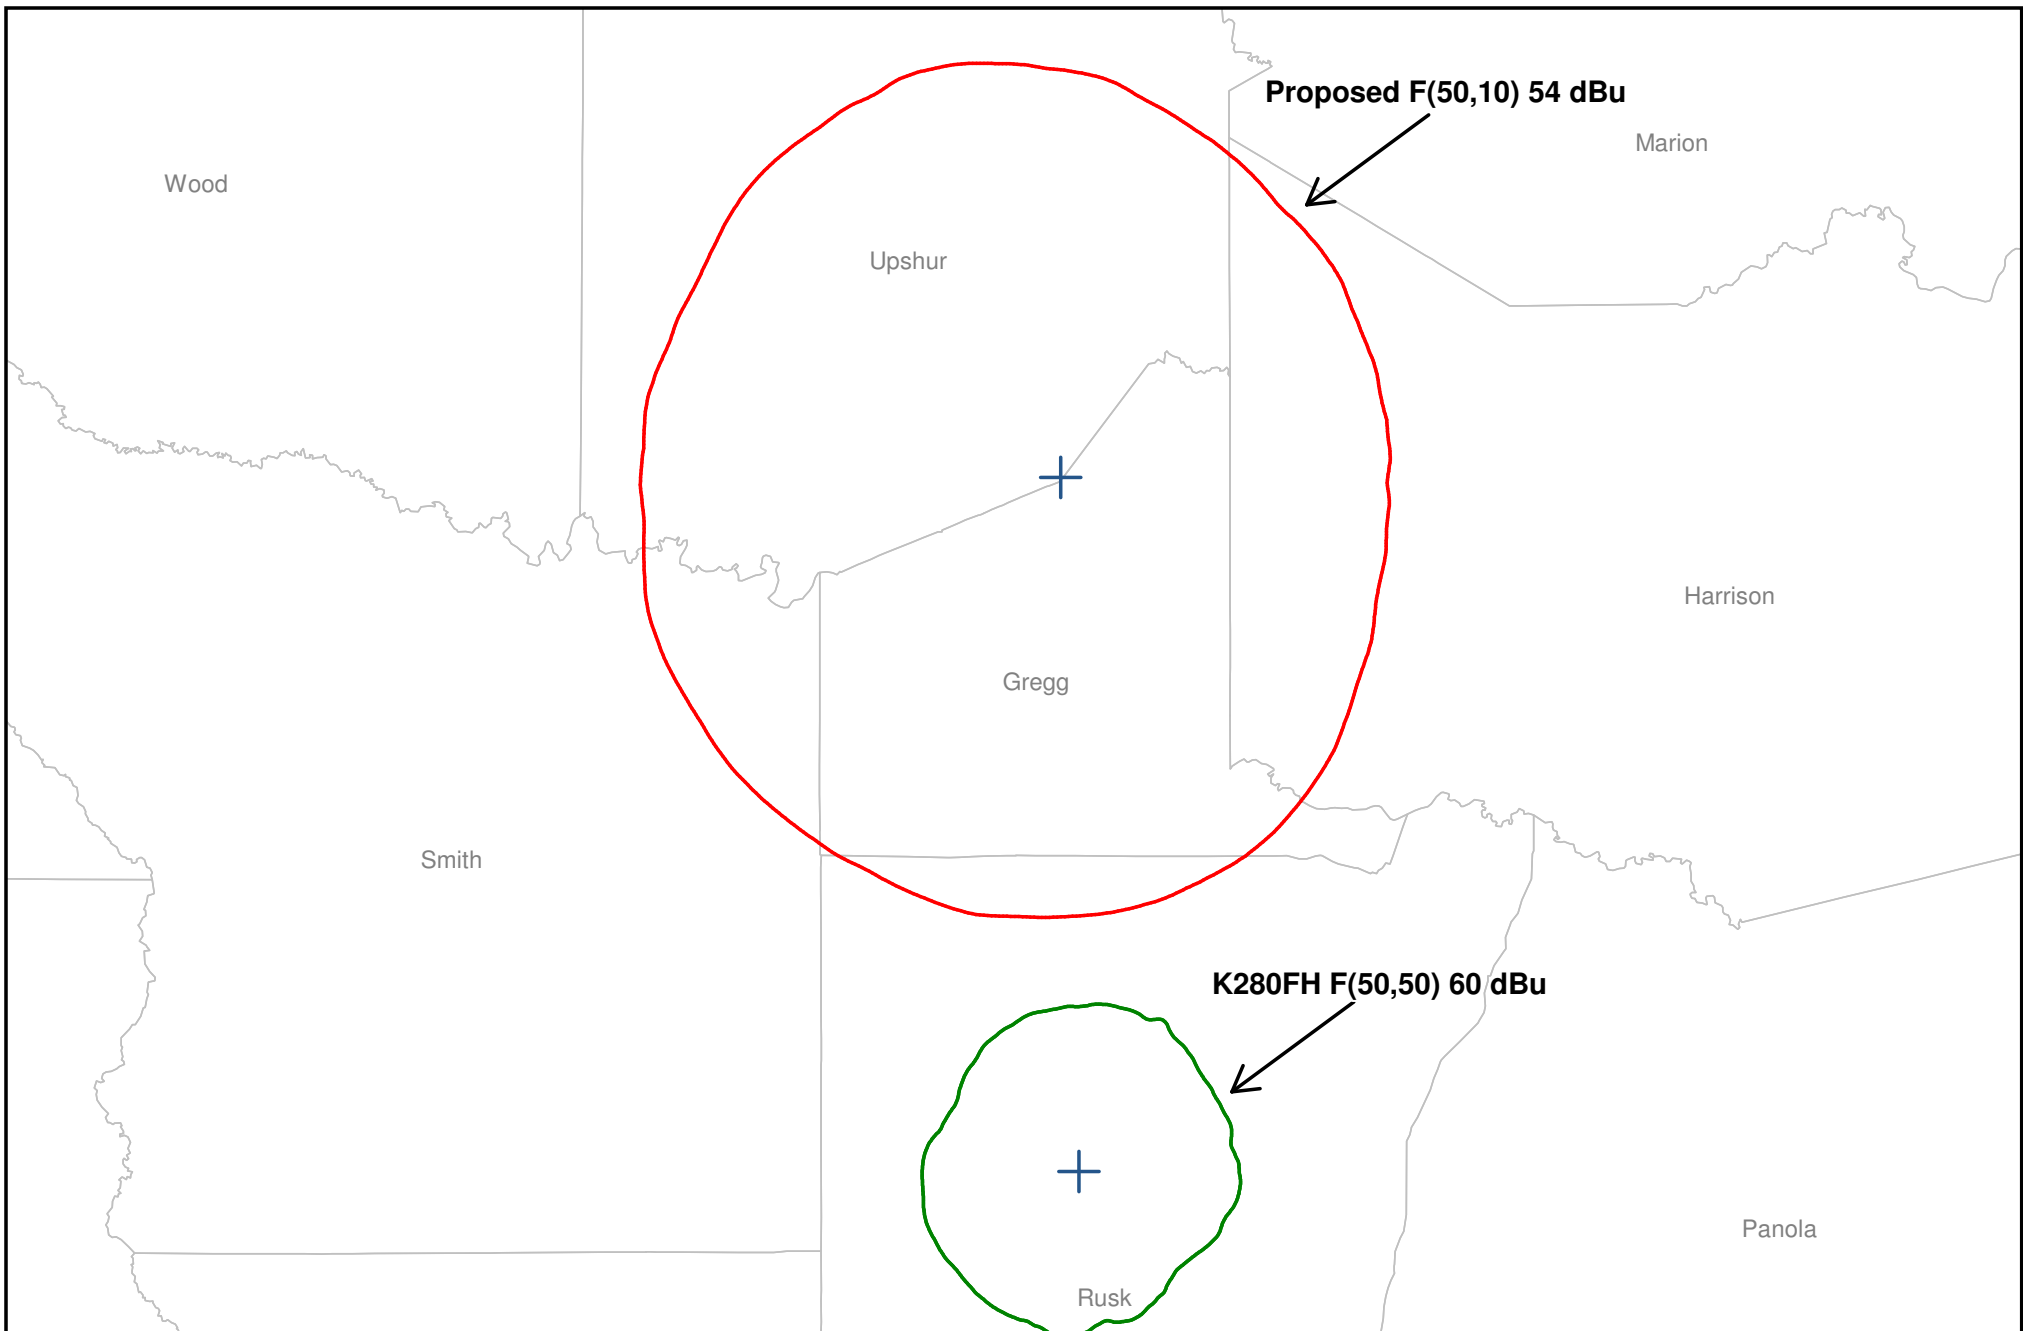 Proposed F(50,10) 54 dBu
Marion
Wood
Upshur
Harrison
Gregg
Smith
K280FH F(50,50) 60 dBu
Panola
Rusk